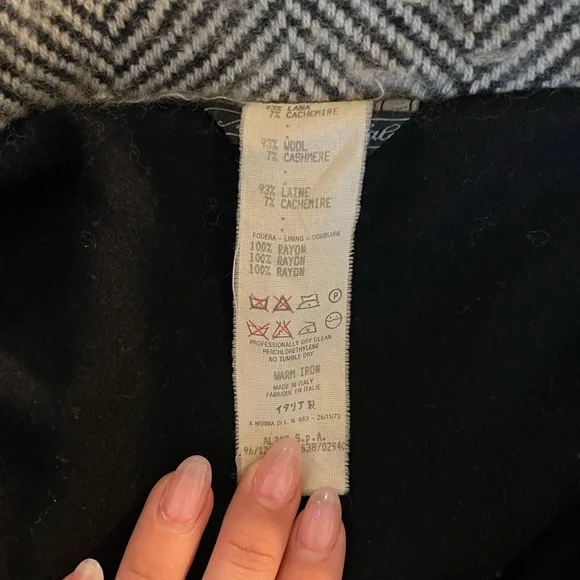 93% LANA
7% CACHEMIRE
93% WOOL
7% CASHMERE
93% LAINE
7% CACHEMIRE
FODERA - LINING - DOUBLURE
100% RAYON
100% RAYON
100% RAYON
P
PROFESSIONALLY DRY CLEAN
PERCHLORETHYLENE
NO TUMBLE DRY
WARM IRON
MADE IN ITALY
FABRIQUE EN ITALIE
イタリア製
A NORMA DI L. N. 883 - 26/11/73
S.p.A.